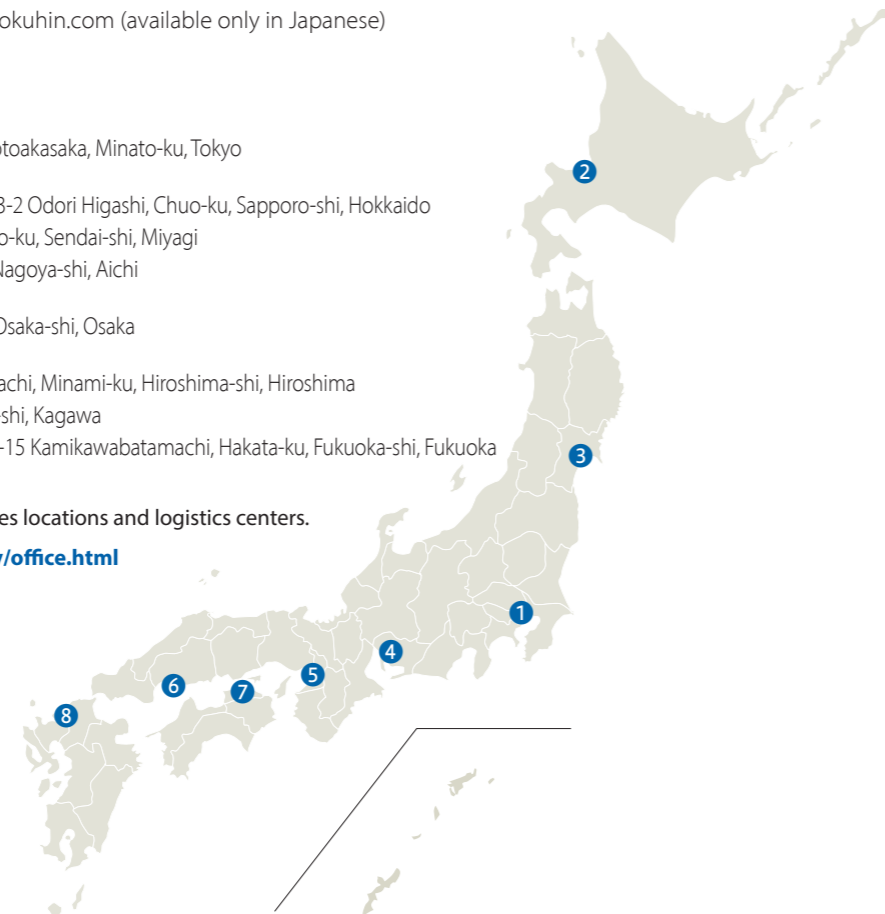 okuhin.com (available only in Japanese)
toakasaka, Minato-ku, Tokyo
3-2 Odori Higashi, Chuo-ku, Sapporo-shi, Hokkaido
o-ku, Sendai-shi, Miyagi
Nagoya-shi, Aichi
Osaka-shi, Osaka
achi, Minami-ku, Hiroshima-shi, Hiroshima
-shi, Kagawa
-15 Kamikawabatamachi, Hakata-ku, Fukuoka-shi, Fukuoka
es locations and logistics centers.
/office.html
2
3
1
4
5
6
7
8